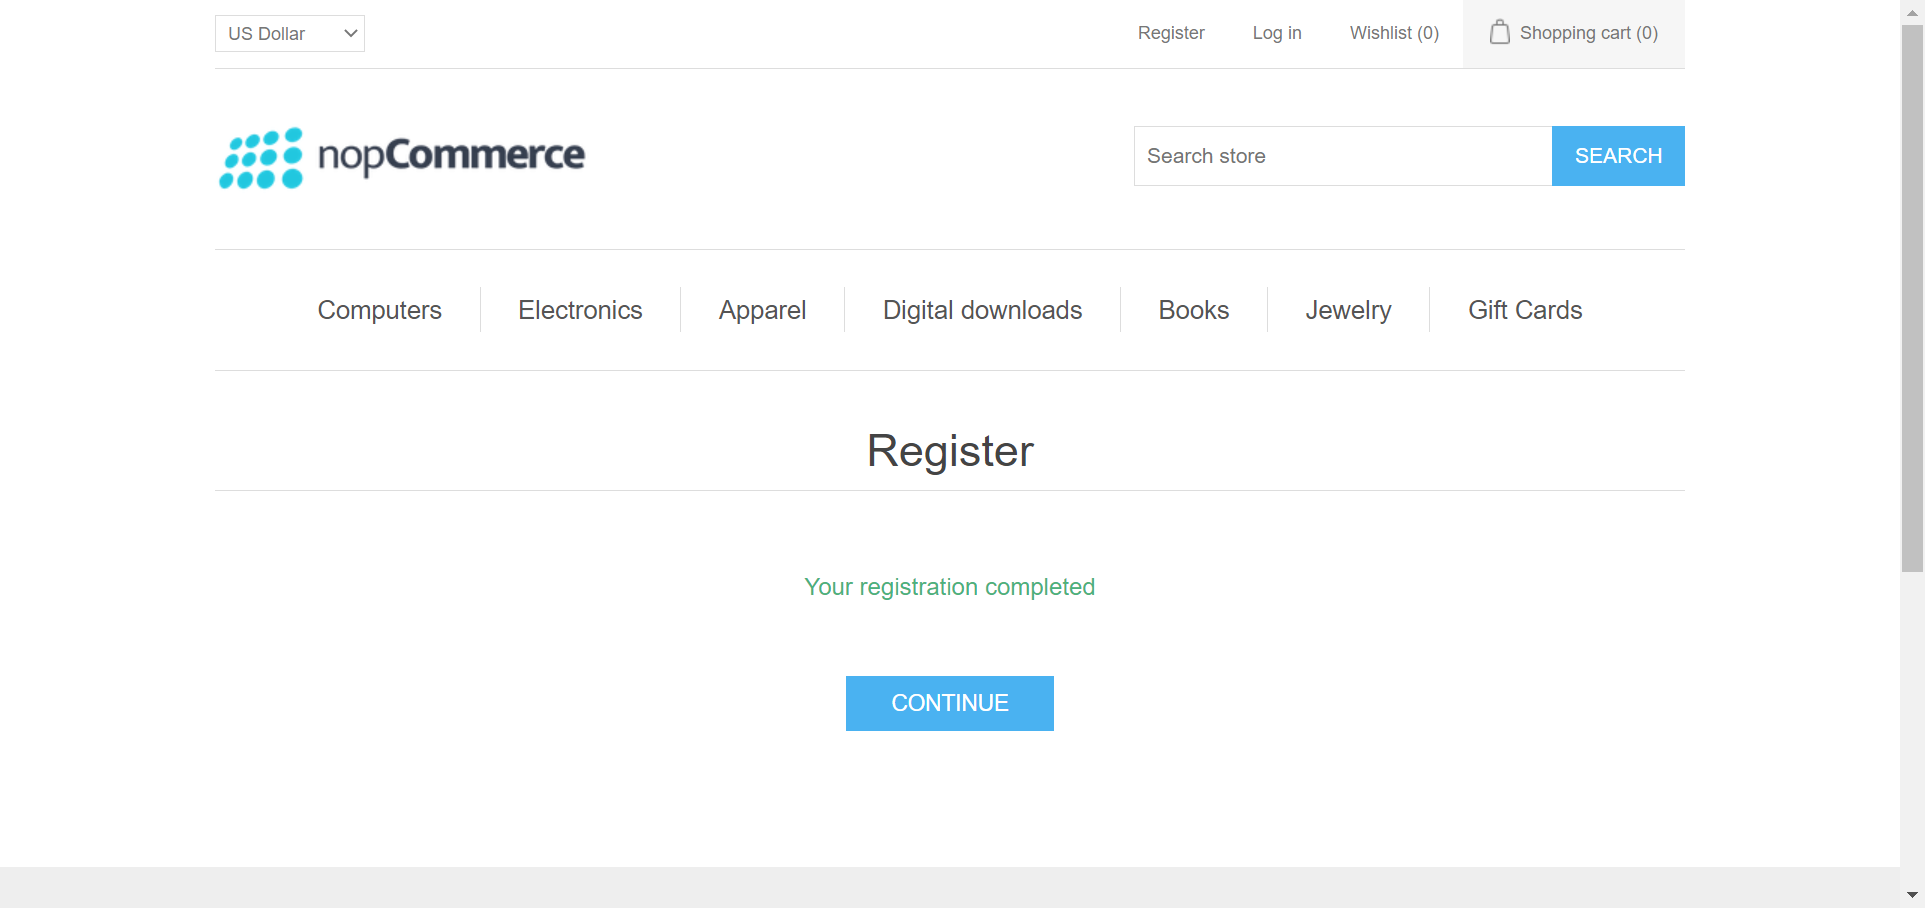 US Dollar
Register
Log in
Wishlist (0)
Shopping cart (0)
nopCommerce
Search store
SEARCH
Computers
Electronics
Apparel
Digital downloads
Books
Jewelry
Gift Cards
Register
Your registration completed
CONTINUE